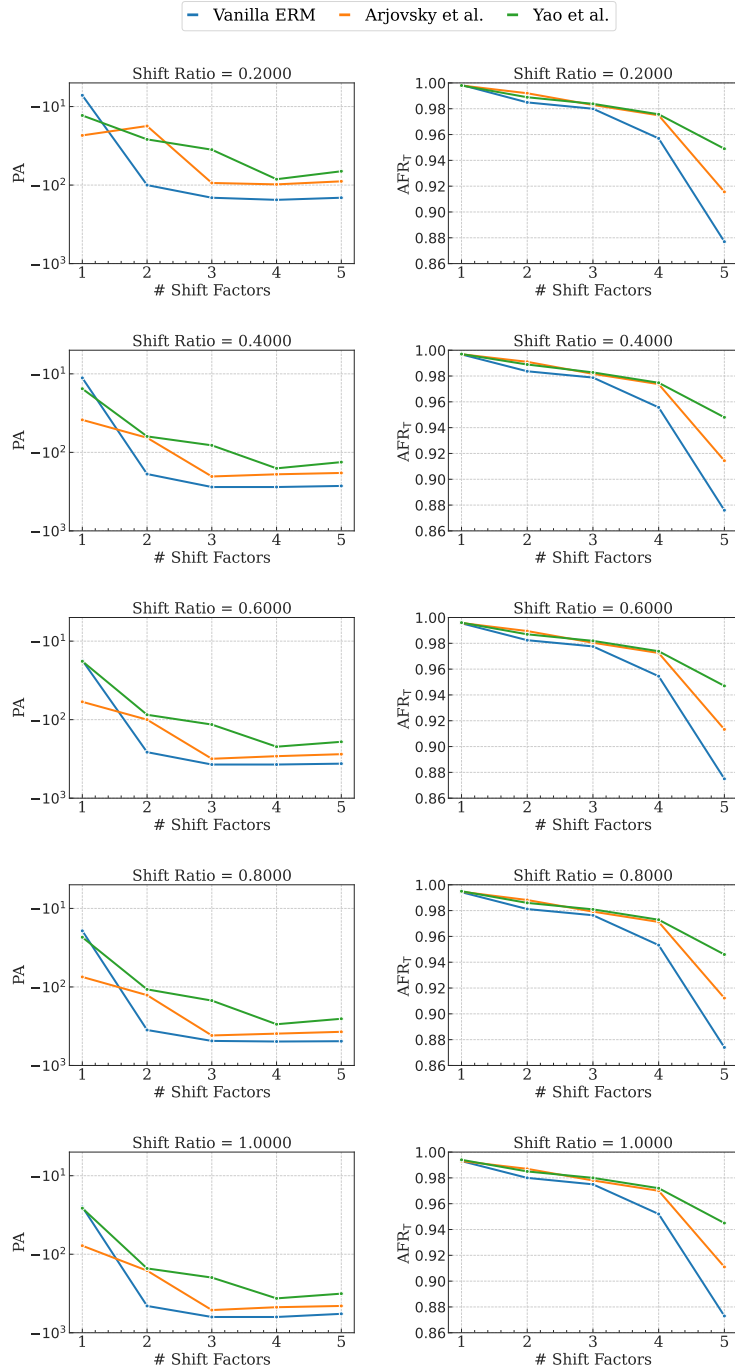 Vanilla ERM Arjovsky et al. Yao et al.
Shift Ratio = 0.2000
PA
−10¹
−10²
−10³
1 2 3 4 5
# Shift Factors
Shift Ratio = 0.2000
AFR_T
1.00
0.98
0.96
0.94
0.92
0.90
0.88
0.86
1 2 3 4 5
# Shift Factors
Shift Ratio = 0.4000
PA
−10¹
−10²
−10³
1 2 3 4 5
# Shift Factors
Shift Ratio = 0.4000
AFR_T
1.00
0.98
0.96
0.94
0.92
0.90
0.88
0.86
1 2 3 4 5
# Shift Factors
Shift Ratio = 0.6000
PA
−10¹
−10²
−10³
1 2 3 4 5
# Shift Factors
Shift Ratio = 0.6000
AFR_T
1.00
0.98
0.96
0.94
0.92
0.90
0.88
0.86
1 2 3 4 5
# Shift Factors
Shift Ratio = 0.8000
PA
−10¹
−10²
−10³
1 2 3 4 5
# Shift Factors
Shift Ratio = 0.8000
AFR_T
1.00
0.98
0.96
0.94
0.92
0.90
0.88
0.86
1 2 3 4 5
# Shift Factors
Shift Ratio = 1.0000
PA
−10¹
−10²
−10³
1 2 3 4 5
# Shift Factors
Shift Ratio = 1.0000
AFR_T
1.00
0.98
0.96
0.94
0.92
0.90
0.88
0.86
1 2 3 4 5
# Shift Factors